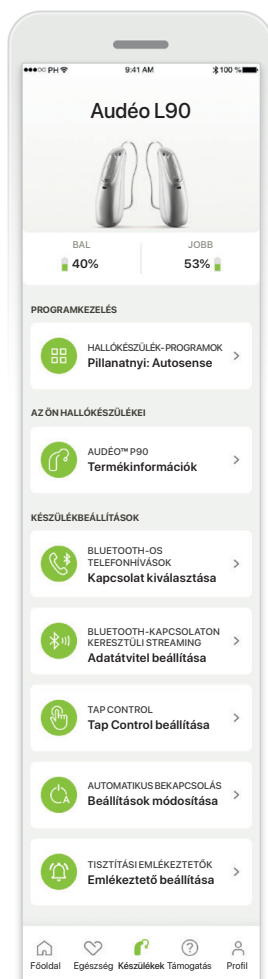 PH 9:41 AM 100 %
Audéo L90
BAL JOBB
40% 53%
PROGRAMKEZELÉS
HALLÓKÉSZÜLÉK-PROGRAMOK
Pillanatnyi: Autosense
AZ ÖN HALLÓKÉSZÜLÉKEI
AUDÉO™ P90
Termékinformációk
KÉSZÜLÉKBEÁLLÍTÁSOK
BLUETOOTH-OS
TELEFONHÍVÁSOK
Kapcsolat kiválasztása
BLUETOOTH-KAPCSOLATON
KERESZTÜLI STREAMING
Adatátvitel beállítása
TAP CONTROL
Tap Control beállítása
AUTOMATIKUS BEKAPCSOLÁS
Beállítások módosítása
TISZTÍTÁSI EMLÉKEZTETŐK
Emlékeztető beállítása
Főoldal Egészség Készülékek Támogatás Profil